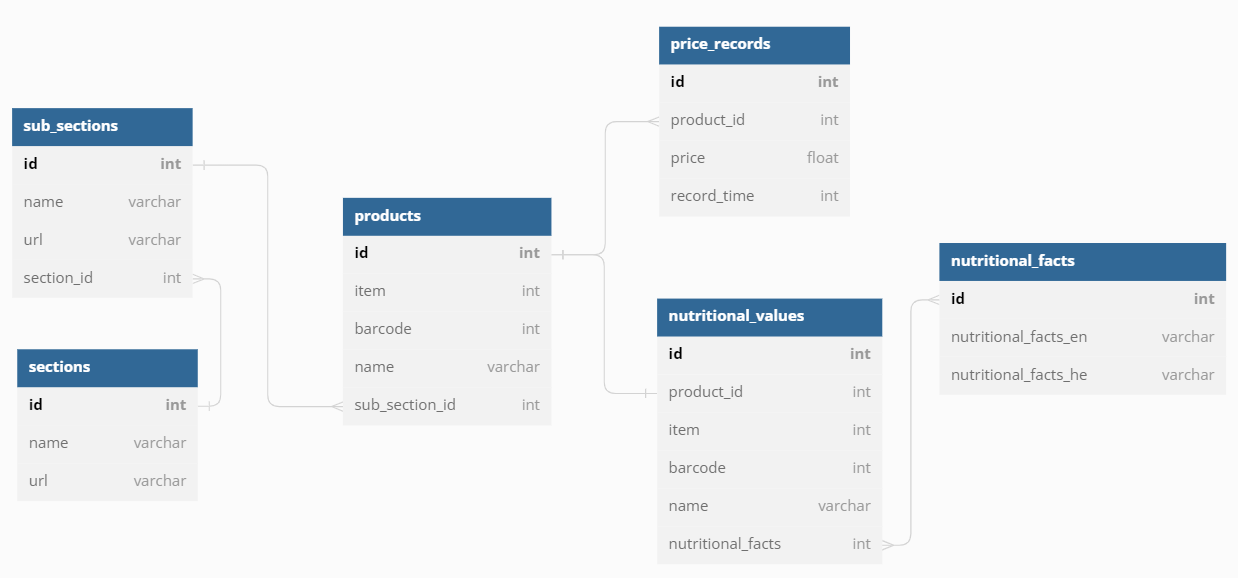 sub_sections
id int
name varchar
url varchar
section_id int
sections
id int
name varchar
url varchar
products
id int
item int
barcode int
name varchar
sub_section_id int
price_records
id int
product_id int
price float
record_time int
nutritional_values
id int
product_id int
item int
barcode int
name varchar
nutritional_facts int
nutritional_facts
id int
nutritional_facts_en varchar
nutritional_facts_he varchar